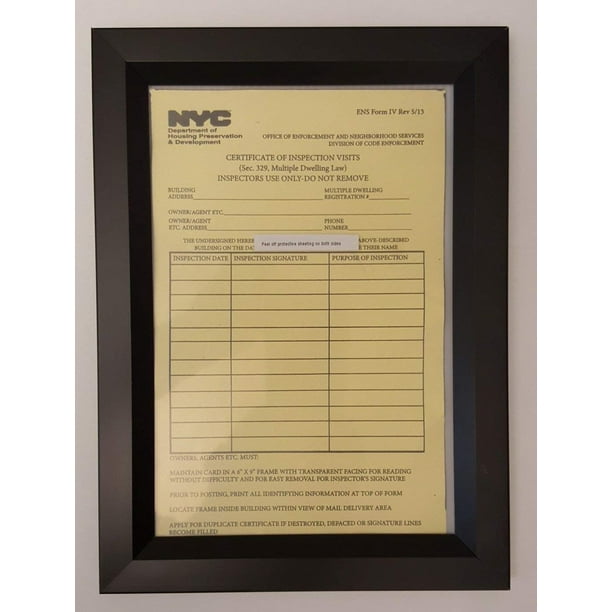 NYC
Department of
Housing Preservation
& Development
ENS Form IV Rev 5/13
OFFICE OF ENFORCEMENT AND NEIGHBORHOOD SERVICES
DIVISION OF CODE ENFORCEMENT
CERTIFICATE OF INSPECTION VISITS
(Sec. 329, Multiple Dwelling Law)
INSPECTORS USE ONLY-DO NOT REMOVE
BUILDING
ADDRESS
MULTIPLE DWELLING
REGISTRATION #
OWNER/AGENT ETC.
OWNER/AGENT
ETC. ADDRESS
PHONE
NUMBER
THE UNDERSIGNED HERE ABOVE-DESCRIBED
BUILDING ON THE THEIR NAME
Peel off protective sheeting on both sides
INSPECTION DATE INSPECTION SIGNATURE PURPOSE OF INSPECTION
OWNERS, AGENTS ETC. MUST:
MAINTAIN CARD IN A 6" X 9" FRAME WITH TRANSPARENT FACING FOR READING
WITHOUT DIFFICULTY AND FOR EASY REMOVAL FOR INSPECTOR'S SIGNATURE
PRIOR TO POSTING, PRINT ALL IDENTIFYING INFORMATION AT TOP OF FORM
LOCATE FRAME INSIDE BUILDING WITHIN VIEW OF MAIL DELIVERY AREA
APPLY FOR DUPLICATE CERTIFICATE IF DESTROYED, DEFACED OR SIGNATURE LINES
BECOME FILLED